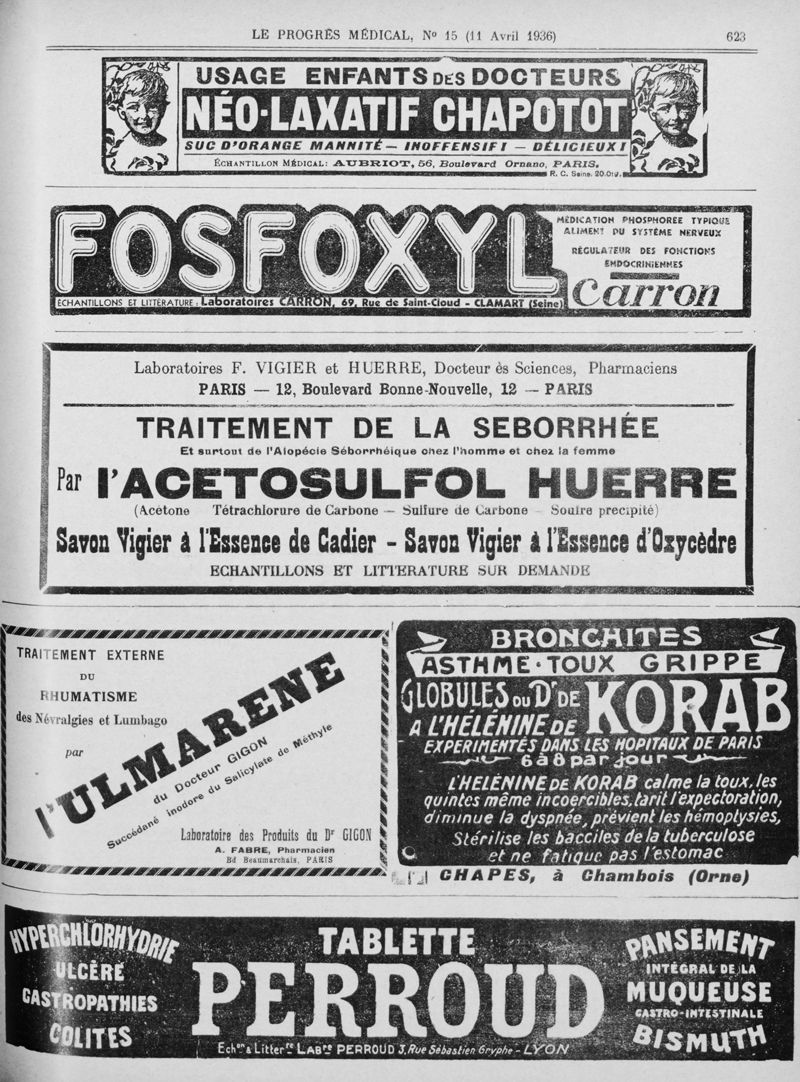 LE PROGRÈS MÉDICAL, No 15 (11 Avril 1936) 623
USAGE ENFANTS DES DOCTEURS
NÉO-LAXATIF CHAPOTOT
SUC D'ORANGE MANNITÉ — INOFFENSIF! — DÉLICIEUX!
ÉCHANTILLON MÉDICAL: AUBRIOT, 56, Boulevard Ornano, PARIS.
R. C. Seine. 20.
FOSFOXYL
MÉDICATION PHOSPHORÉE TYPIQUE
ALIMENT DU SYSTÈME NERVEUX
RÉGULATEUR DES FONCTIONS
ENDOCRINIENNES
Carron
ÉCHANTILLONS ET LITTÉRATURE: Laboratoires CARRON, 69, Rue de Saint-Cloud - CLAMART (Seine)
Laboratoires F. VIGIER et HUERRE, Docteur ès Sciences, Pharmaciens
PARIS — 12, Boulevard Bonne-Nouvelle, 12 — PARIS
TRAITEMENT DE LA SEBORRHÉE
Et surtout de l'Alopécie Séborrhéique chez l'homme et chez la femme
Par l'ACETOSULFOL HUERRE
(Acétone Tétrachlorure de Carbone — Sulfure de Carbone Soufre précipité)
Savon Vigier à l'Essence de Cadier - Savon Vigier à l'Essence d'Oxycèdre
ECHANTILLONS ET LITTERATURE SUR DEMANDE
TRAITEMENT EXTERNE
DU
RHUMATISME
des Névralgies et Lumbago
par
l'ULMARENE
du Docteur GIGON
Succédané inodore du Salicylate de Méthyle
Laboratoire des Produits du Dr GIGON
A. FABRE, Pharmacien
Bd Beaumarchais, PARIS
BRONCHITES
ASTHME·TOUX GRIPPE
GLOBULES DU Dr DE KORAB
A L'HÉLÉNINE DE
EXPERIMENTÉS DANS LES HOPITAUX DE PARIS
6 à 8 par jour
L'HELÉNINE DE KORAB calme la toux, les
quintes même incoercibles, tarit l'expectoration,
diminue la dyspnée, prévient les hémoptysies,
Stérilise les bacciles de la tuberculose
et ne fatigue pas l'estomac
CHAPES, à Chambois (Orne)
HYPERCHLORHYDRIE
ULCÈRE
GASTROPATHIES
COLITES
TABLETTE
PERROUD
Echon & Litterre LABre PERROUD 3, Rue Sébastien Gryphe - LYON
PANSEMENT
INTÉGRAL DE LA
MUQUEUSE
GASTRO-INTESTINALE
BISMUTH